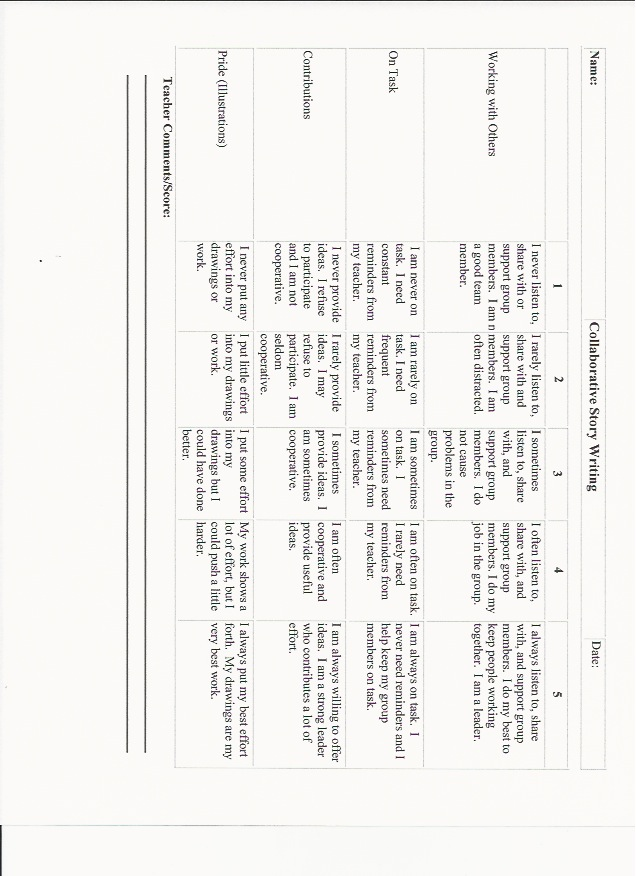 Name:
Collaborative Story Writing
Date:
1
2
3
4
5
Working with Others
I never listen to,
share with or
support group
members. I am n
a good team
member.
I rarely listen to,
share with and
support group
members. I am
often distracted.
I sometimes
listen to, share
with, and
support group
members. I do
not cause
problems in the
group.
I often listen to,
share with, and
support group
members. I do my
job in the group.
I always listen to, share
with, and support group
members. I do my best to
keep people working
together. I am a leader.
On Task
I am never on
task. I need
constant
reminders from
my teacher.
I am rarely on
task. I need
frequent
reminders from
my teacher.
I am sometimes
on task. I
sometimes need
reminders from
my teacher.
I am often on task.
I rarely need
reminders from
my teacher.
I am always on task. I
never need reminders and I
help keep my group
members on task.
Contributions
I never provide
ideas. I refuse
to participate
and I am not
cooperative.
I rarely provide
ideas. I may
refuse to
participate. I am
seldom
cooperative.
I sometimes
provide ideas. I
am sometimes
cooperative.
I am often
cooperative and
provide useful
ideas.
I am always willing to offer
ideas. I am a strong leader
who contributes a lot of
effort.
Pride (Illustrations)
I never put any
effort into my
drawings or
work.
I put little effort
into my drawings
or work.
I put some effort
into my
drawings but I
could have done
better.
My work shows a
lot of effort, but I
could push a little
harder.
I always put my best effort
forth. My drawings are my
very best work.
Teacher Comments/Score: